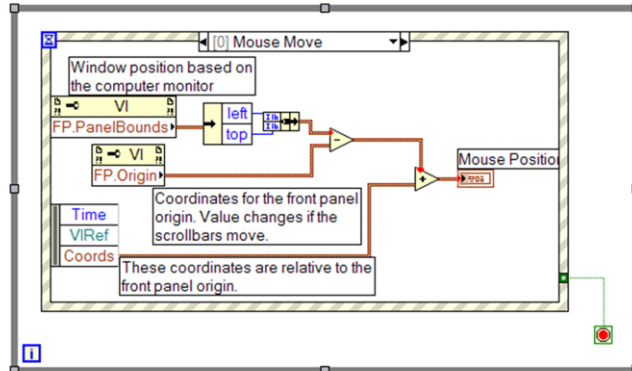 [0] Mouse Move
Window position based on
the computer monitor
VI
FP.PanelBounds
left
top
VI
FP.Origin
Mouse Positio
Coordinates for the front panel
origin. Value changes if the
scrollbars move.
Time
VIRef
Coords
These coordinates are relative to the
front panel origin.
i